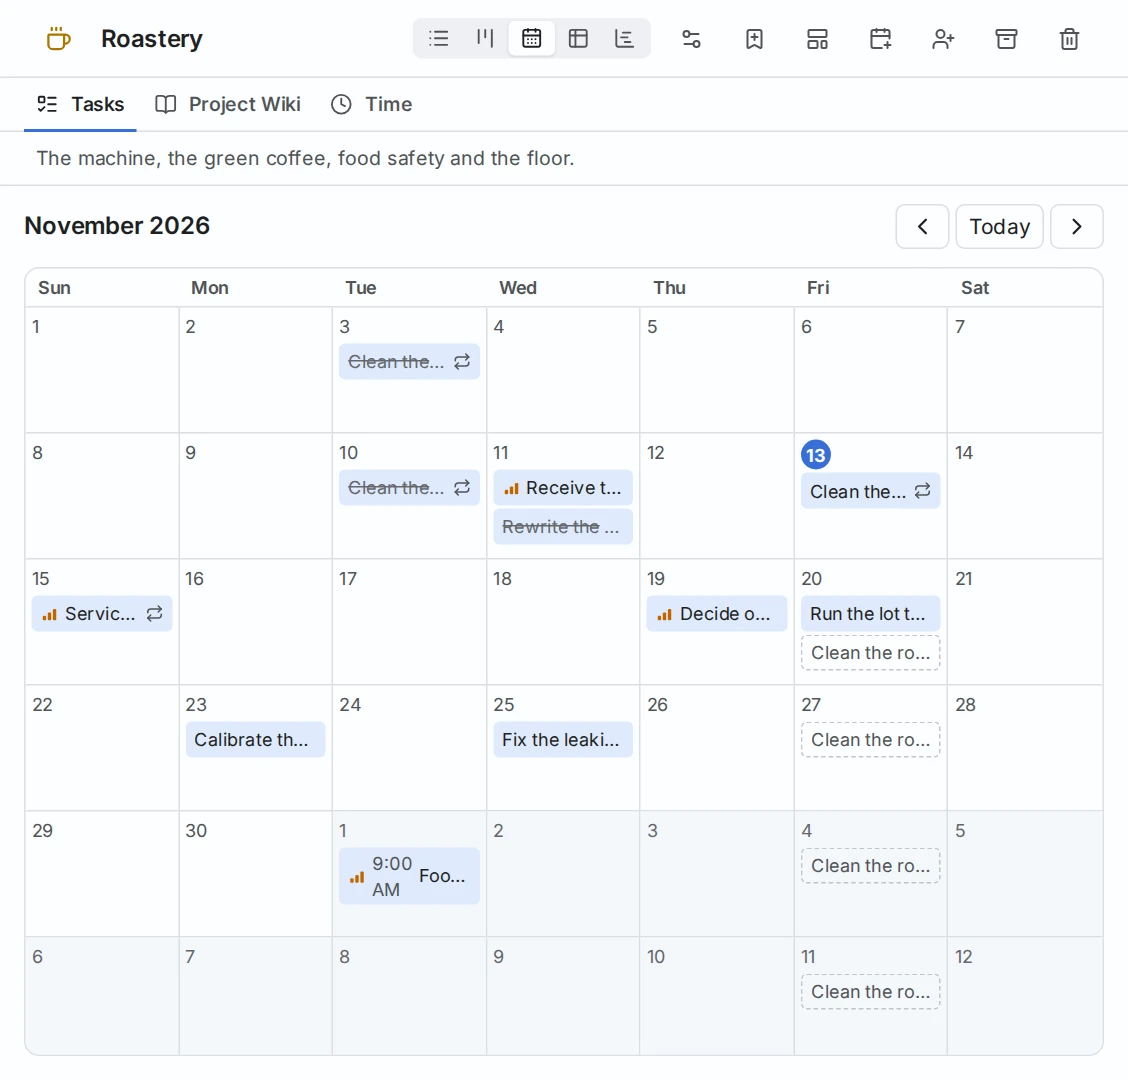 Roastery
Tasks
Project Wiki
Time
The machine, the green coffee, food safety and the floor.
November 2026
Today
Sun Mon Tue Wed Thu Fri Sat
1 2 3 4 5 6 7
Clean the...
8 9 10 11 12 13 14
Clean the... Receive t... Clean the...
Rewrite the ...
15 16 17 18 19 20 21
Servic... Decide o... Run the lot t...
Clean the ro...
22 23 24 25 26 27 28
Calibrate th... Fix the leaki... Clean the ro...
29 30 1 2 3 4 5
9:00 AM Foo... Clean the ro...
6 7 8 9 10 11 12
Clean the ro...